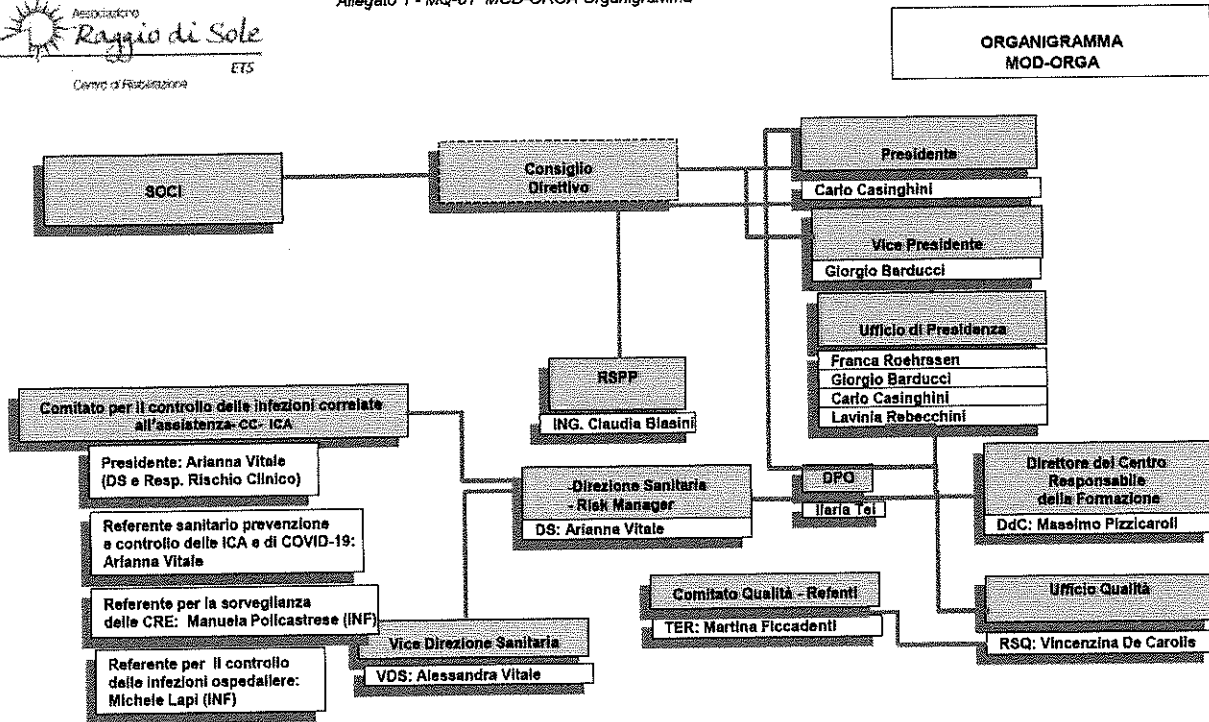 Allegato 1 - MQ-01 MOD-ORGA Organigramma
Associazione
Raggio di Sole
ETS
Centro di Riabilitazione
ORGANIGRAMMA
MOD-ORGA
SOCI
Consiglio
Direttivo
Presidente
Carlo Casinghini
Vice Presidente
Giorgio Barducci
Ufficio di Presidenza
Franca Roehrssen
Giorgio Barducci
Carlo Casinghini
Lavinia Rebecchini
RSPP
ING. Claudia Biasini
Comitato per il controllo delle infezioni correlate
all'assistenza- CC- ICA
Presidente: Arianna Vitale
(DS e Resp. Rischio Clinico)
Referente sanitario prevenzione
e controllo delle ICA e di COVID-19:
Arianna Vitale
Referente per la sorveglianza
delle CRE: Manuela Policastrese (INF)
Referente per il controllo
delle infezioni ospedaliere:
Michele Lapi (INF)
-Direzione Sanitaria
- Risk Manager
DS: Arianna Vitale
Vice Direzione Sanitaria
VDS: Alessandra Vitale
DPO
Ilaria Tei
Direttore del Centro
Responsabile
della Formazione
DdC: Massimo Pizzicaroli
Comitato Qualità - Refenti
TER: Martina Ficcadenti
Ufficio Qualità
RSQ: Vincenzina De Carolis